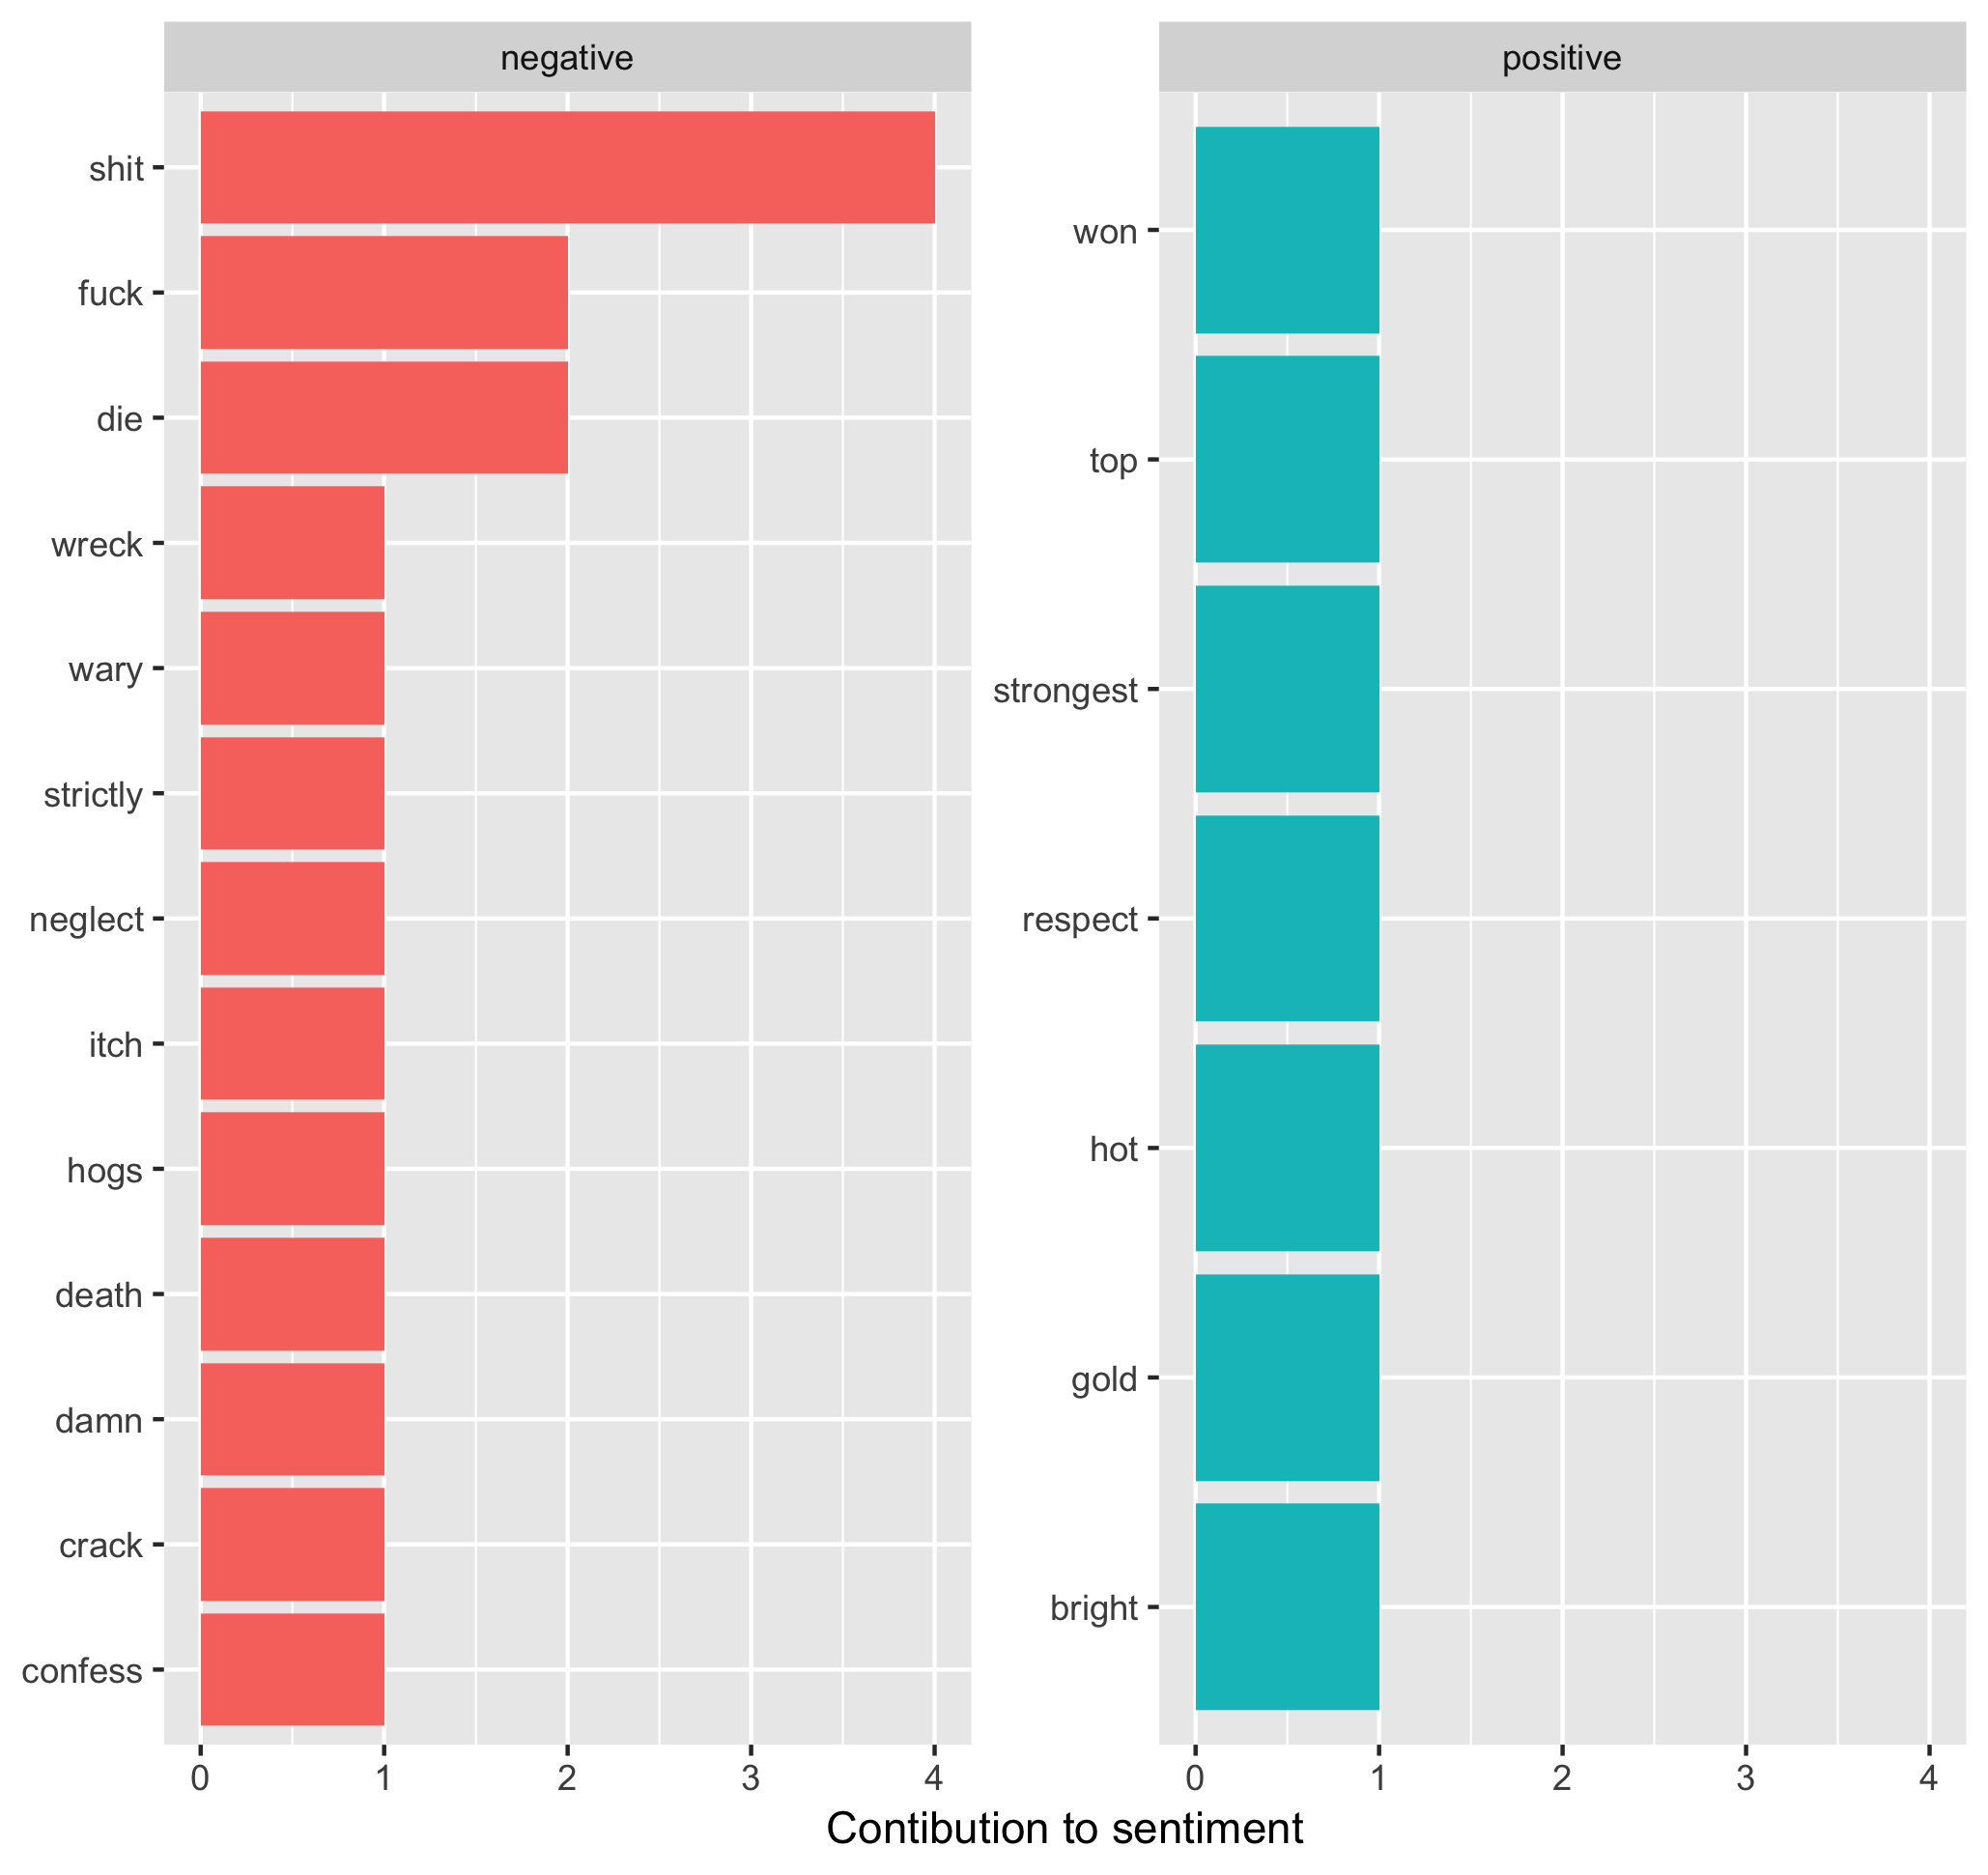 negative
shit
fuck
die
wreck
wary
strictly
neglect
itch
hogs
death
damn
crack
confess
0 1 2 3 4
positive
won
top
strongest
respect
hot
gold
bright
0 1 2 3 4
Contibution to sentiment